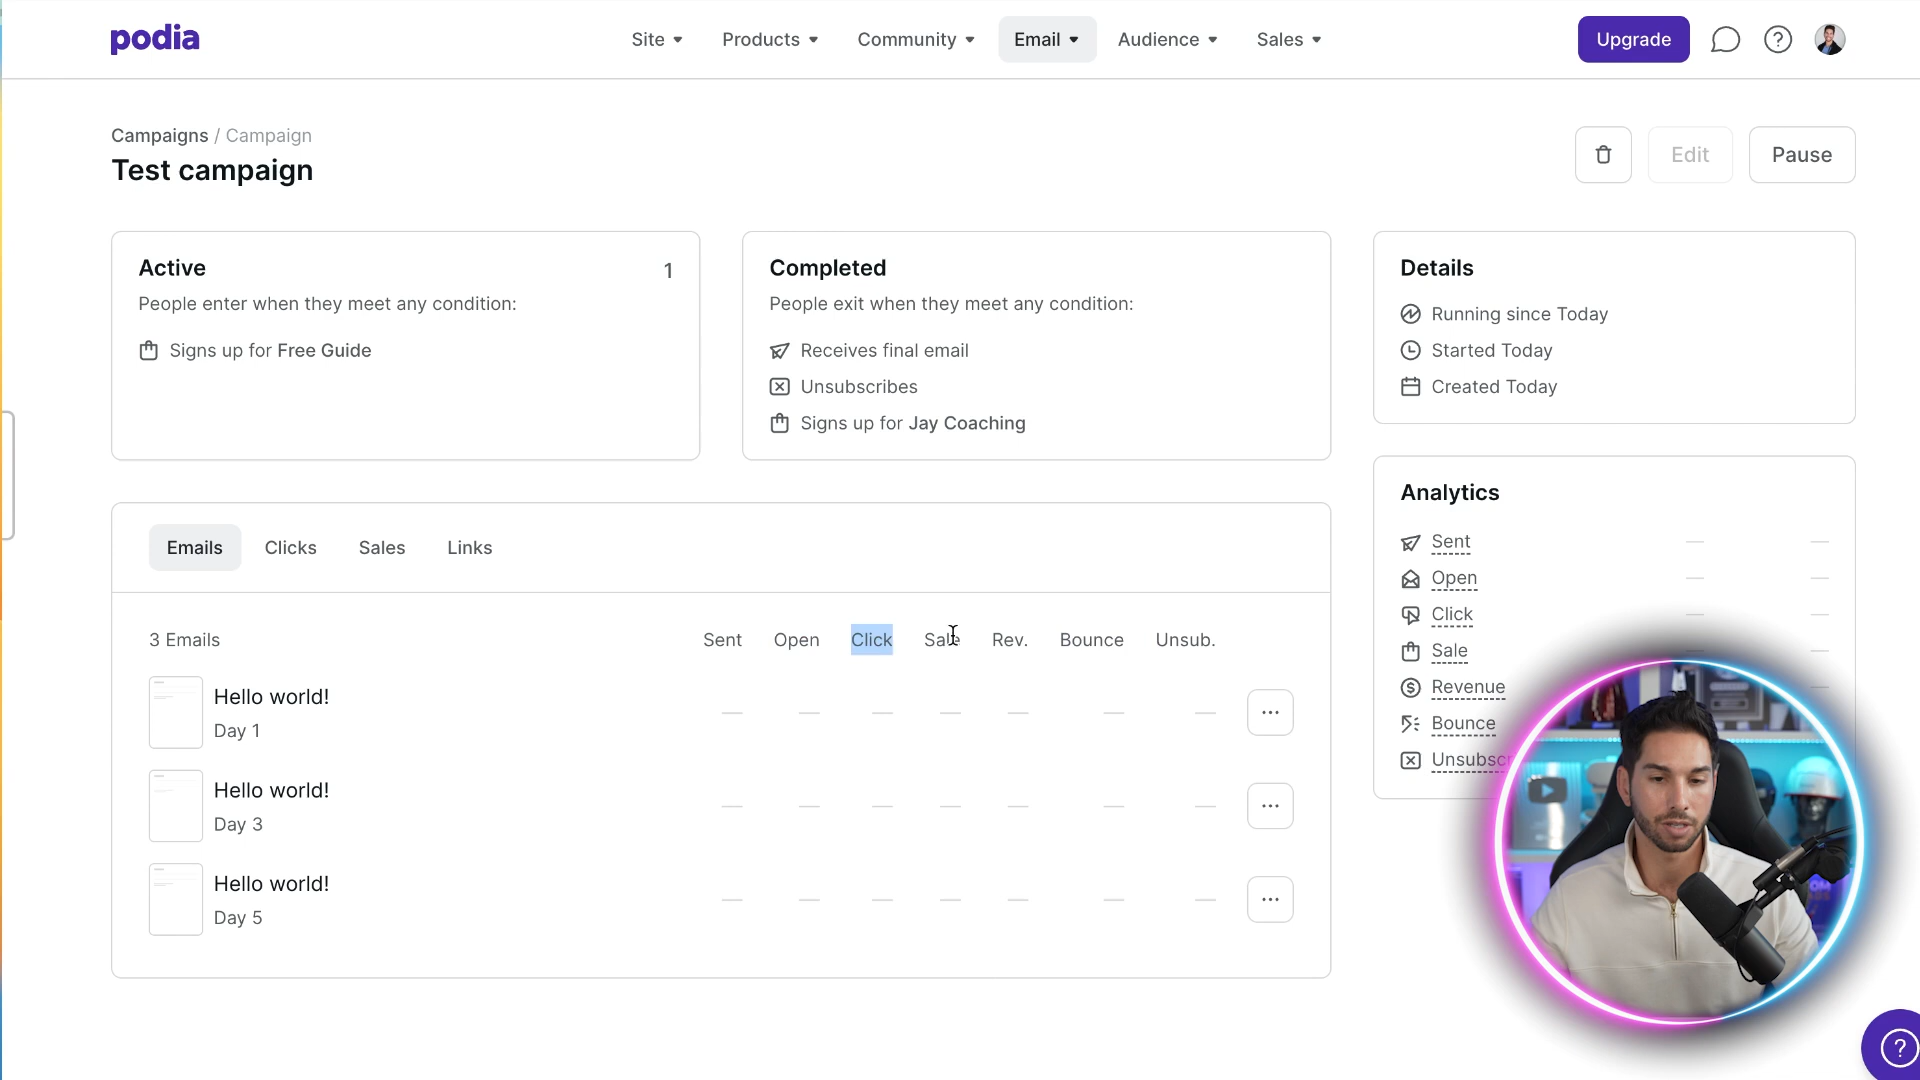 podia
Site
Products
Community
Email
Audience
Sales
Upgrade
Campaigns / Campaign
Test campaign
Edit
Pause
Active
1
People enter when they meet any condition:
Signs up for Free Guide
Completed
People exit when they meet any condition:
Receives final email
Unsubscribes
Signs up for Jay Coaching
Details
Running since Today
Started Today
Created Today
Analytics
Sent
Open
Click
Sale
Revenue
Bounce
Unsubsc
Emails
Clicks
Sales
Links
3 Emails
Sent
Open
Click
Sale
Rev.
Bounce
Unsub.
Hello world!
Day 1
Hello world!
Day 3
Hello world!
Day 5